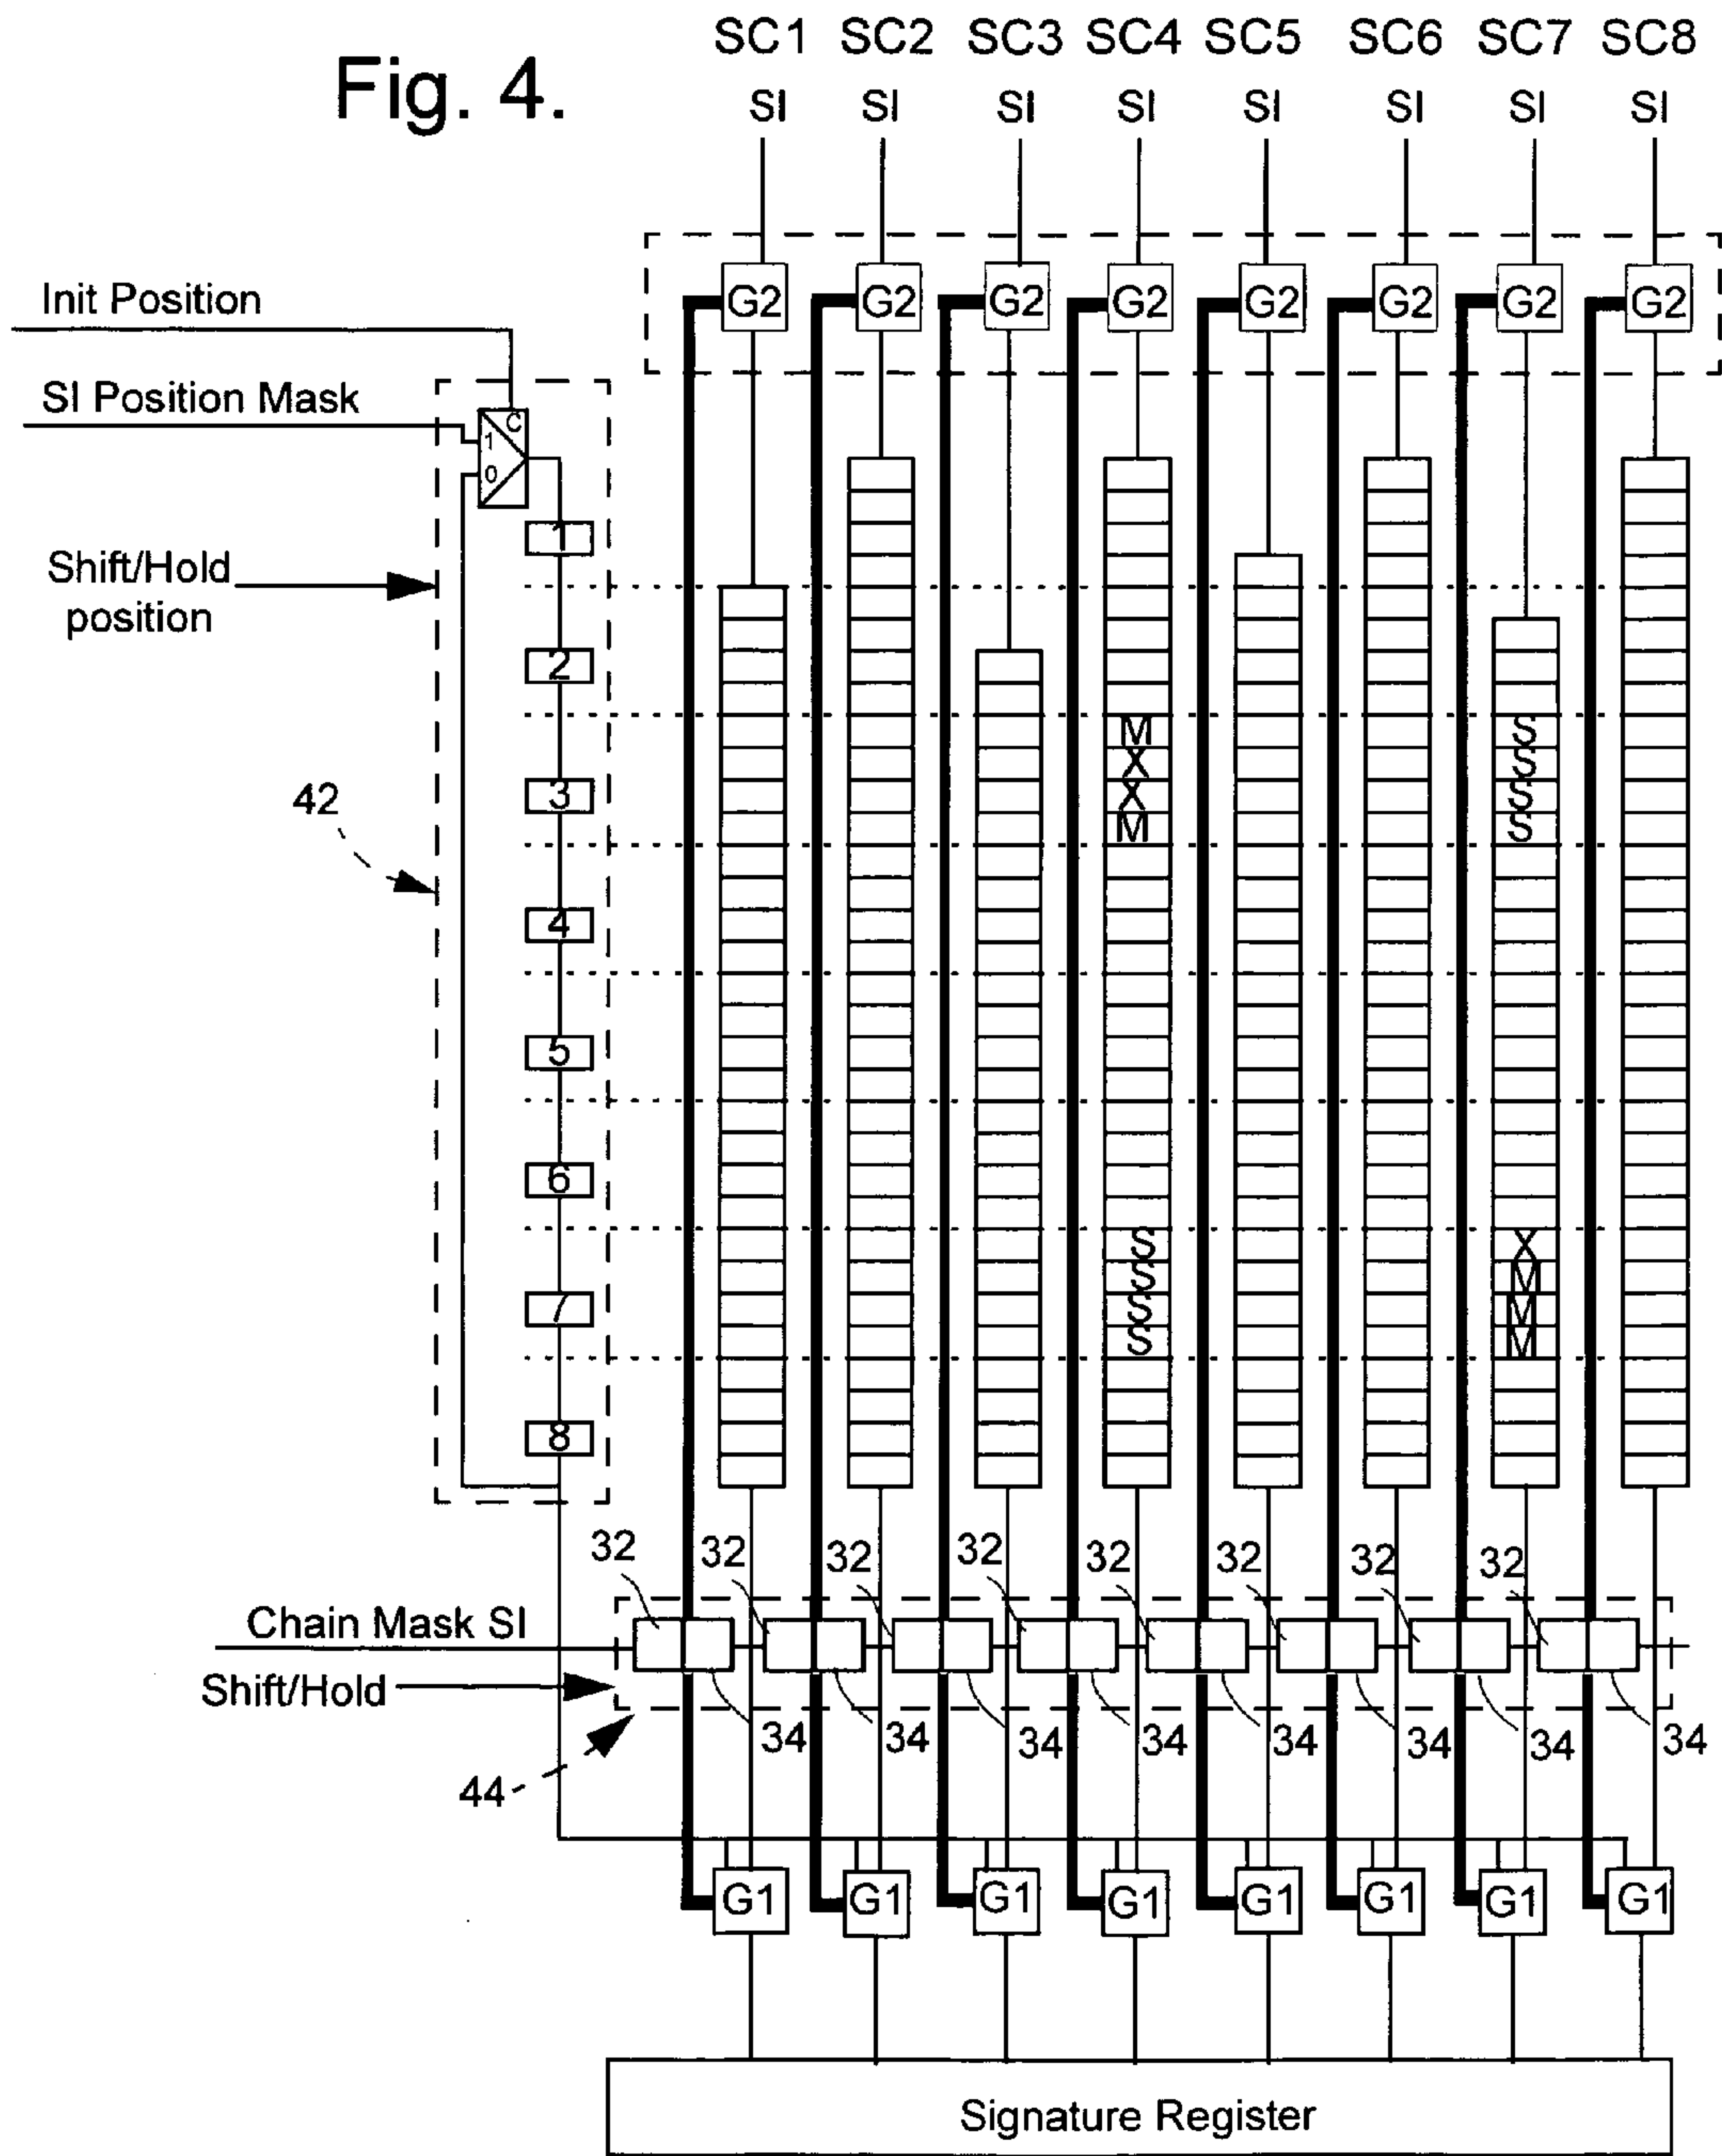 Fig. 4.
SC1 SC2 SC3 SC4 SC5 SC6 SC7 SC8
SI SI SI SI SI SI SI SI
Init Position
G2 G2 G2 G2 G2 G2 G2 G2
SI Position Mask
C
1
0
1
Shift/Hold
position
2
M S
X S
42
3
X S
M S
4
5
6
S X
S M
7
S M
S M
8
32 32 32 32 32 32 32 32
Chain Mask SI
Shift/Hold
34 34 34 34 34 34 34 34
44
G1 G1 G1 G1 G1 G1 G1 G1
Signature Register